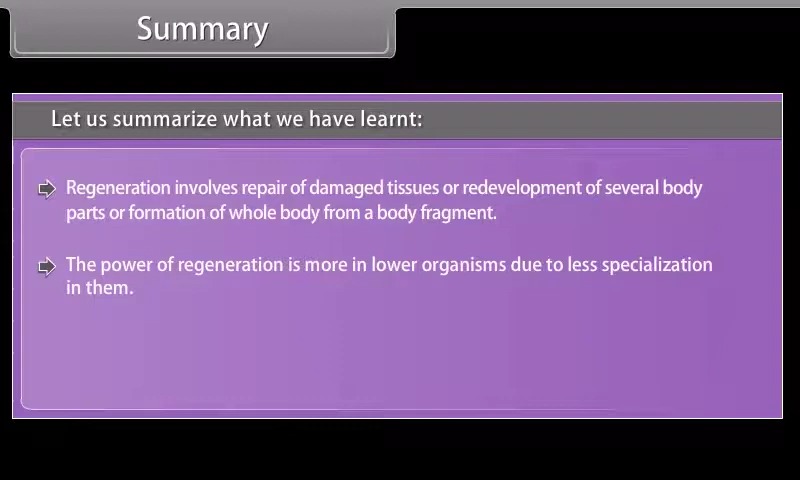 Summary
Let us summarize what we have learnt:
Regeneration involves repair of damaged tissues or redevelopment of several body
parts or formation of whole body from a body fragment.
The power of regeneration is more in lower organisms due to less specialization
in them.